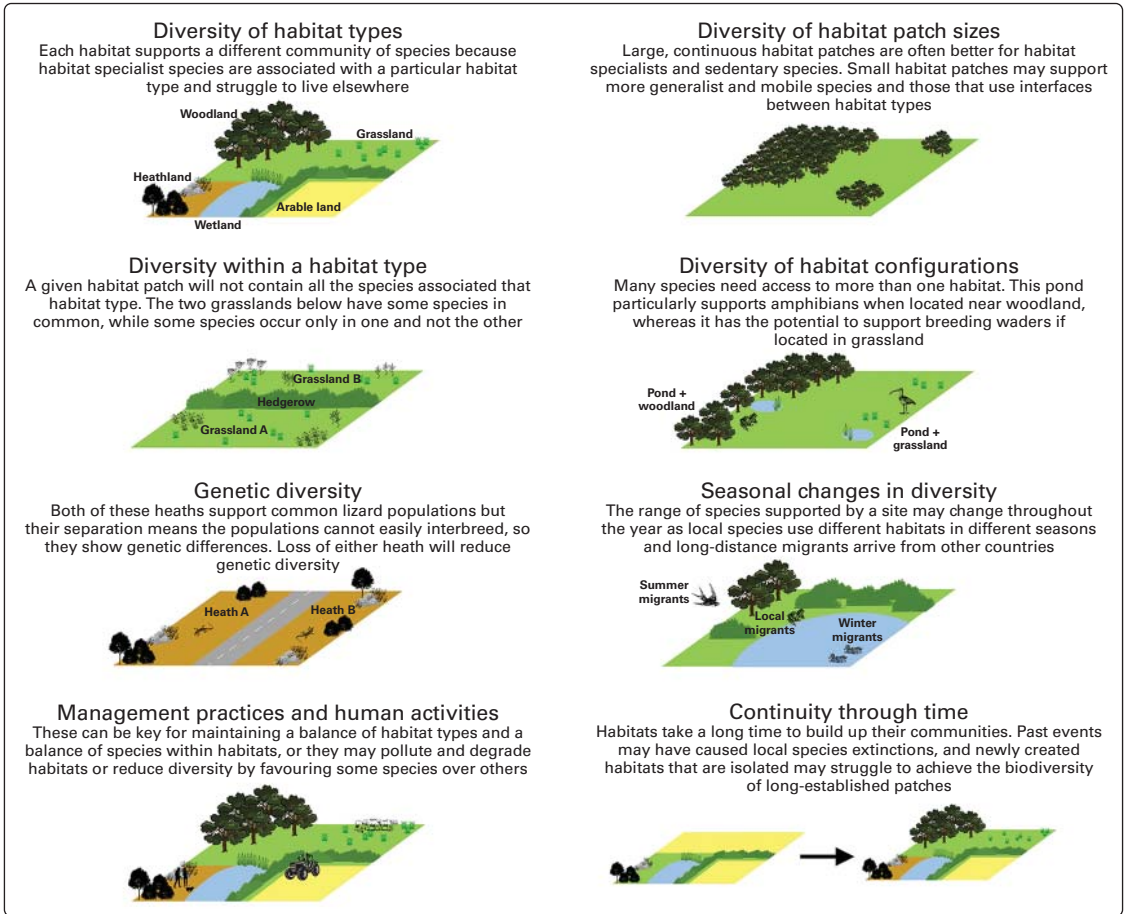 Diversity of habitat types
Each habitat supports a different community of species because
habitat specialist species are associated with a particular habitat
type and struggle to live elsewhere
Woodland
Grassland
Heathland
Arable land
Wetland
Diversity of habitat patch sizes
Large, continuous habitat patches are often better for habitat
specialists and sedentary species. Small habitat patches may support
more generalist and mobile species and those that use interfaces
between habitat types
Diversity within a habitat type
A given habitat patch will not contain all the species associated that
habitat type. The two grasslands below have some species in
common, while some species occur only in one and not the other
Grassland B
Hedgerow
Grassland A
Diversity of habitat configurations
Many species need access to more than one habitat. This pond
particularly supports amphibians when located near woodland,
whereas it has the potential to support breeding waders if
located in grassland
Pond +
woodland
Pond +
grassland
Genetic diversity
Both of these heaths support common lizard populations but
their separation means the populations cannot easily interbreed, so
they show genetic differences. Loss of either heath will reduce
genetic diversity
Heath A
Heath B
Seasonal changes in diversity
The range of species supported by a site may change throughout
the year as local species use different habitats in different seasons
and long-distance migrants arrive from other countries
Summer
migrants
Local
migrants
Winter
migrants
Management practices and human activities
These can be key for maintaining a balance of habitat types and a
balance of species within habitats, or they may pollute and degrade
habitats or reduce diversity by favouring some species over others
Continuity through time
Habitats take a long time to build up their communities. Past events
may have caused local species extinctions, and newly created
habitats that are isolated may struggle to achieve the biodiversity
of long-established patches